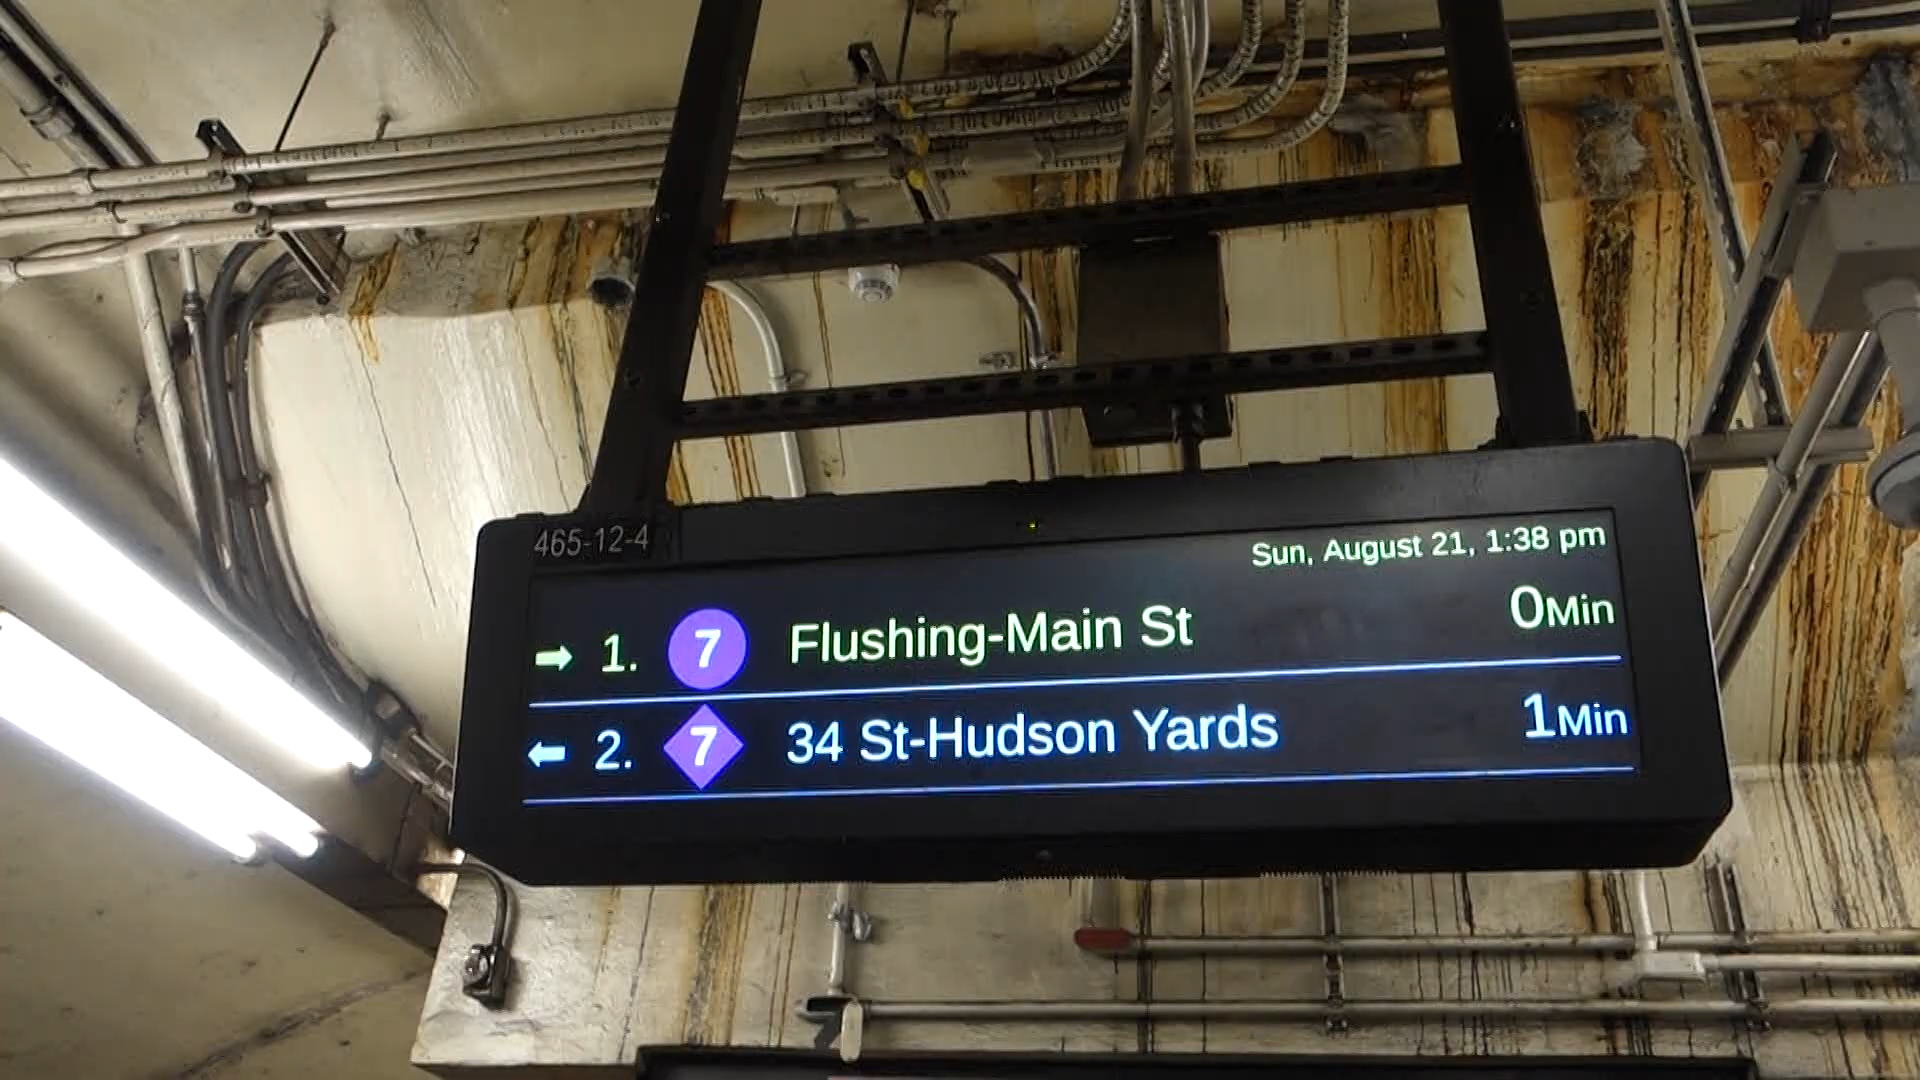 465-12-4
Sun, August 21, 1:38 pm
1. 7 Flushing-Main St 0Min
2. 7 34 St-Hudson Yards 1Min